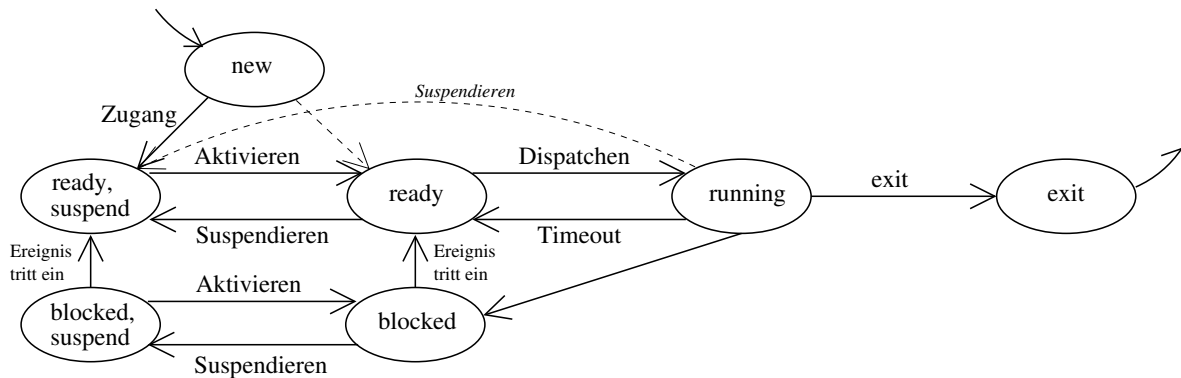 new
Suspendieren
Zugang
Aktivieren
Dispatchen
ready,
suspend
ready
running
exit
exit
Suspendieren
Timeout
Ereignis
tritt ein
Ereignis
tritt ein
Aktivieren
blocked,
suspend
blocked
Suspendieren